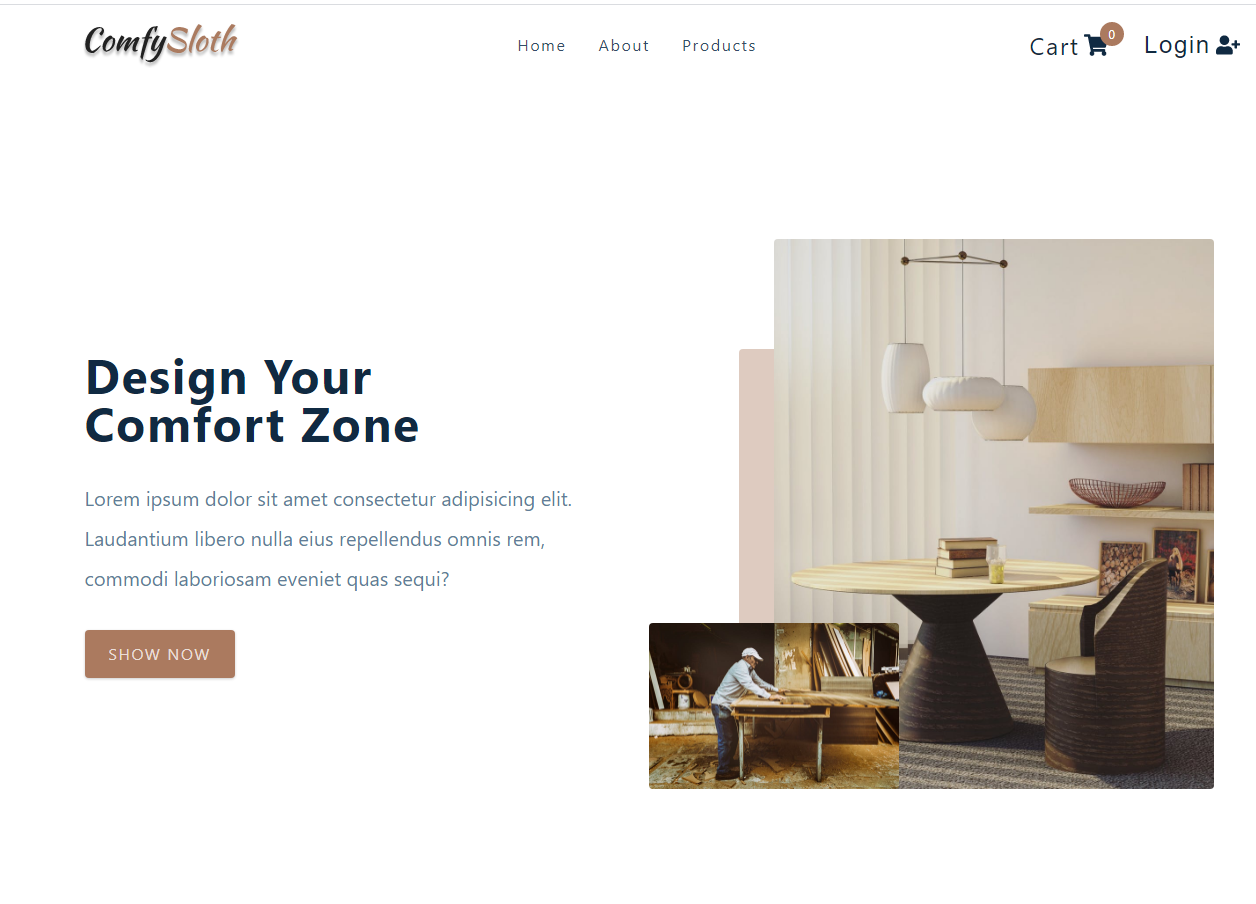 ComfySloth
Home About Products
Cart 0 Login
Design Your
Comfort Zone
Lorem ipsum dolor sit amet consectetur adipisicing elit.
Laudantium libero nulla eius repellendus omnis rem,
commodi laboriosam eveniet quas sequi?
SHOW NOW